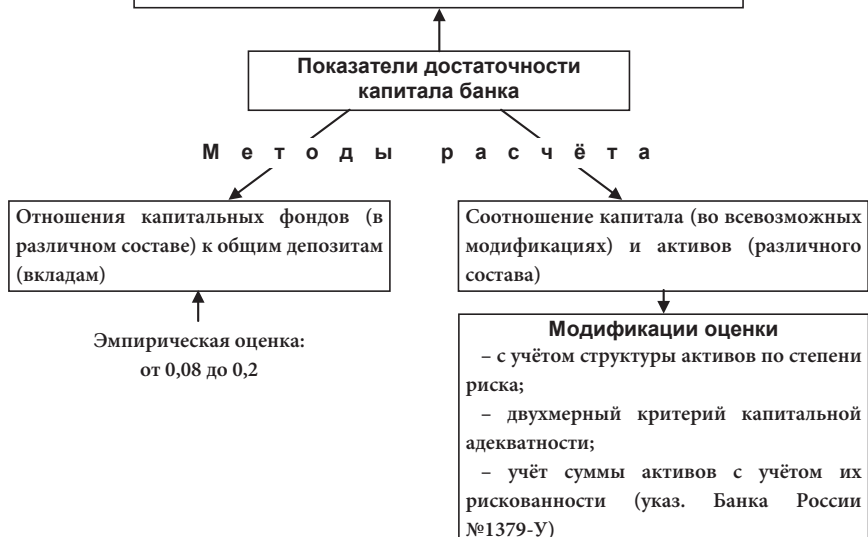 Показатели достаточности
капитала банка
Методы расчёта
Отношения капитальных фондов (в
различном составе) к общим депозитам
(вкладам)
Эмпирическая оценка:
от 0,08 до 0,2
Соотношение капитала (во всевозможных
модификациях) и активов (различного
состава)
Модификации оценки
– с учётом структуры активов по степени
риска;
– двухмерный критерий капитальной
адекватности;
– учёт суммы активов с учётом их
рискованности (указ. Банка России
№1379-У)